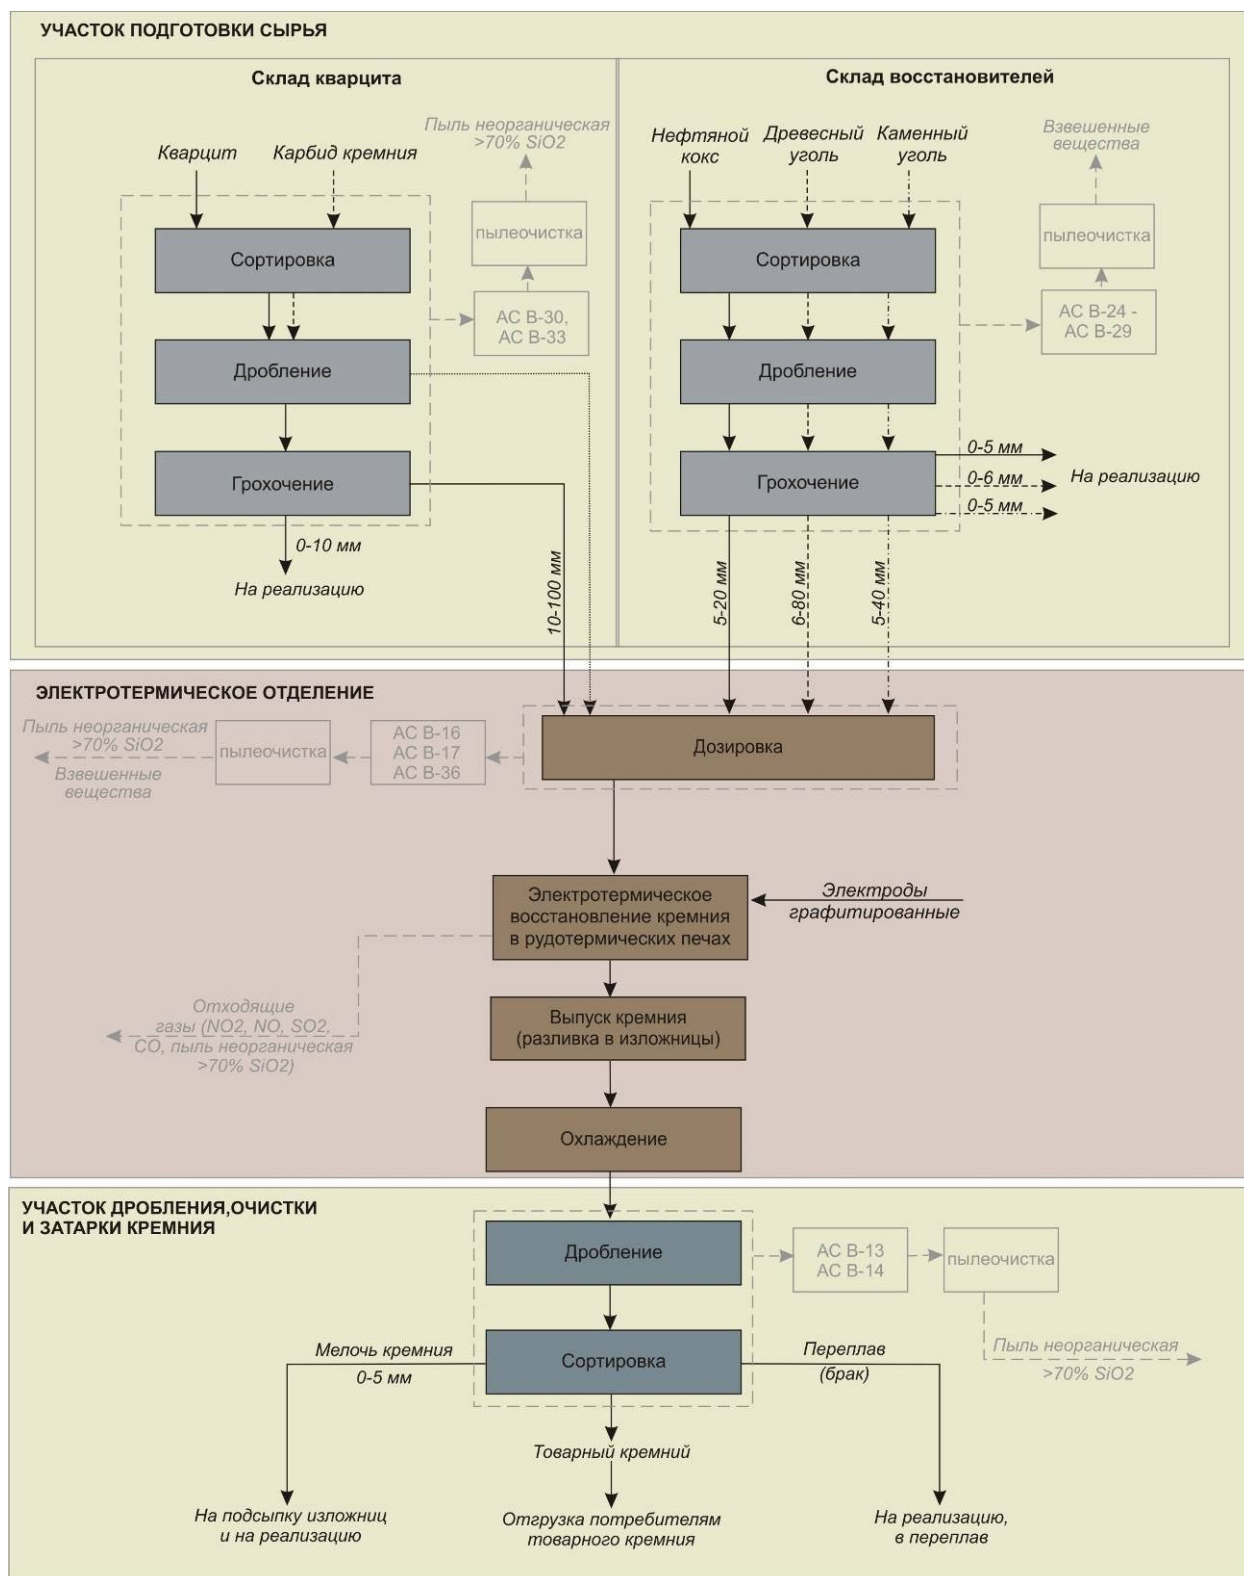 УЧАСТОК ПОДГОТОВКИ СЫРЬЯ
Склад кварцита
Пыль неорганическая
>70% SiO2
Кварцит
Карбид кремния
пылеочистка
Сортировка
АС В-30,
АС В-33
Дробление
Грохочение
0-10 мм
На реализацию
10-100 мм
Склад восстановителей
Нефтяной
кокс
Древесный
уголь
Каменный
уголь
Взвешенные
вещества
пылеочистка
Сортировка
АС В-24 -
АС В-29
Дробление
Грохочение
0-5 мм
0-6 мм
0-5 мм
На реализацию
5-20 мм
6-80 мм
5-40 мм
ЭЛЕКТРОТЕРМИЧЕСКОЕ ОТДЕЛЕНИЕ
Пыль неорганическая
>70% SiO2
Взвешенные
вещества
пылеочистка
АС В-16
АС В-17
АС В-36
Дозировка
Электротермическое
восстановление кремния
в рудотермических печах
Электроды
графитированные
Отходящие
газы (NO2, NO, SO2,
CO, пыль неорганическая
>70% SiO2)
Выпуск кремния
(разливка в изложницы)
Охлаждение
УЧАСТОК ДРОБЛЕНИЯ,ОЧИСТКИ
И ЗАТАРКИ КРЕМНИЯ
Дробление
АС В-13
АС В-14
пылеочистка
Пыль неорганическая
>70% SiO2
Сортировка
Мелочь кремния
0-5 мм
Переплав
(брак)
Товарный кремний
На подсыпку изложниц
и на реализацию
Отгрузка потребителям
товарного кремния
На реализацию,
в переплав